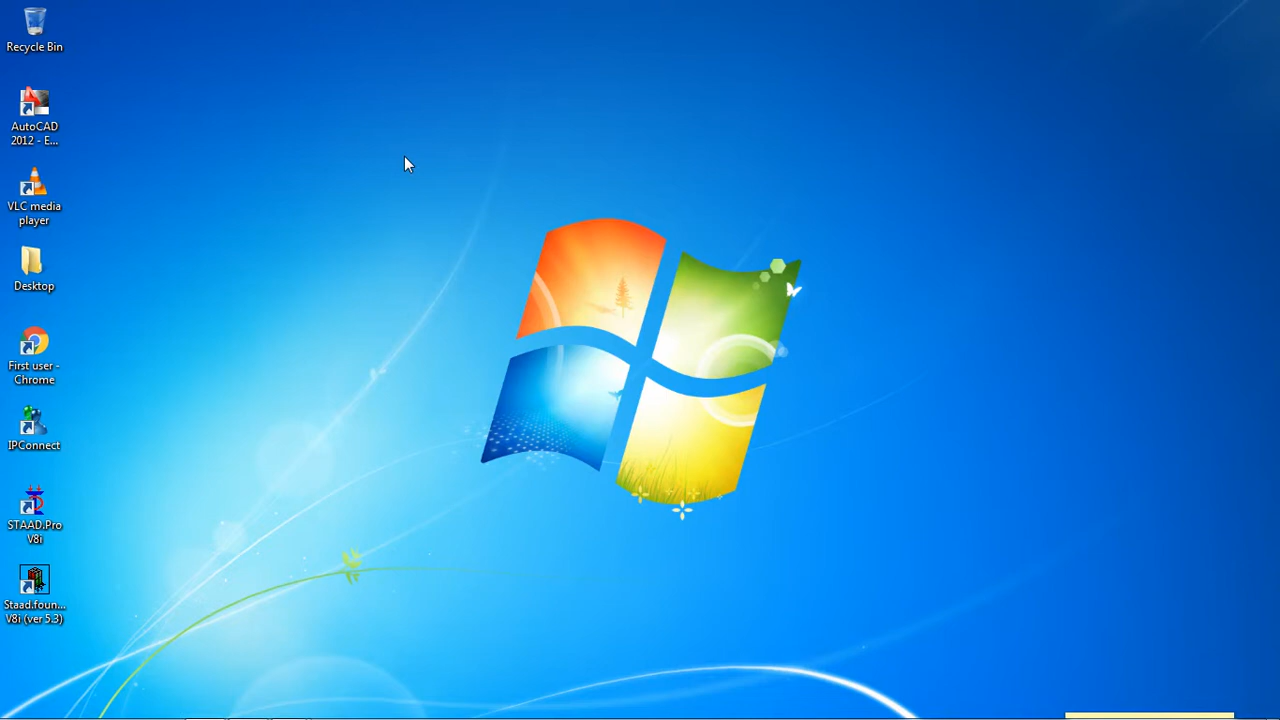 Recycle Bin
AutoCAD
2012 - E...
VLC media
player
Desktop
First user -
Chrome
IPConnect
STAAD.Pro
V8i
Staad.foun...
V8i (ver 5.3)